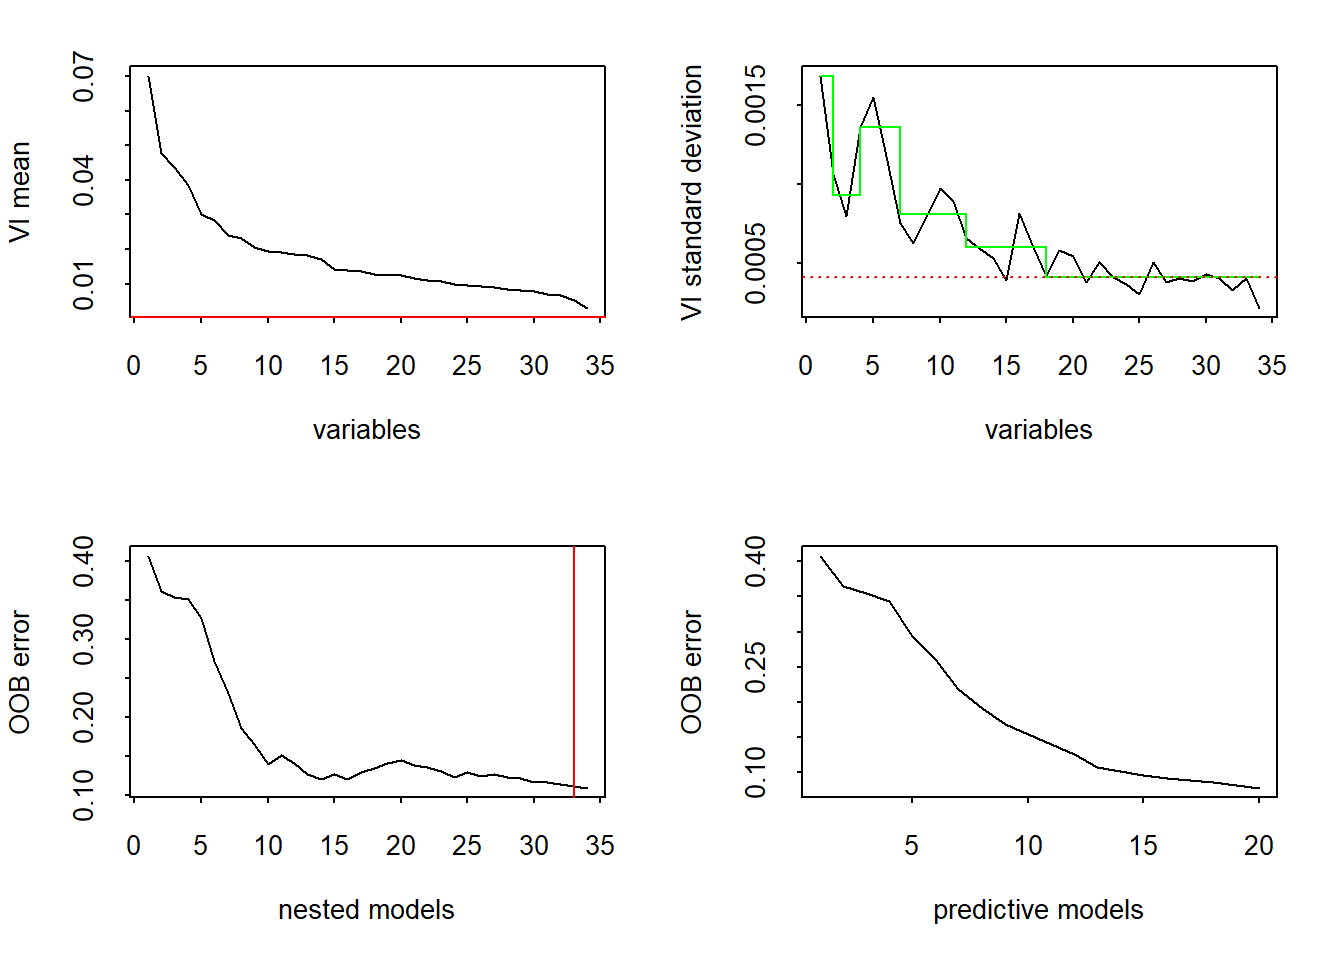 VI mean
0.01 0.04 0.07
0 5 10 15 20 25 30 35
variables
VI standard deviation
0.0005 0.0015
0 5 10 15 20 25 30 35
variables
OOB error
0.10 0.20 0.30 0.40
0 5 10 15 20 25 30 35
nested models
OOB error
0.10 0.25 0.40
5 10 15 20
predictive models